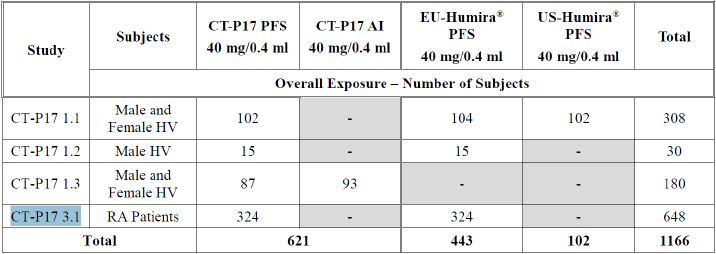 Study Subjects CT-P17 PFS 40 mg/0.4 ml CT-P17 AI 40 mg/0.4 ml EU-Humira® PFS 40 mg/0.4 ml US-Humira® PFS 40 mg/0.4 ml Total
Overall Exposure – Number of Subjects
CT-P17 1.1 Male and Female HV 102 - 104 102 308
CT-P17 1.2 Male HV 15 - 15 - 30
CT-P17 1.3 Male and Female HV 87 93 - - 180
CT-P17 3.1 RA Patients 324 - 324 - 648
Total 621 443 102 1166